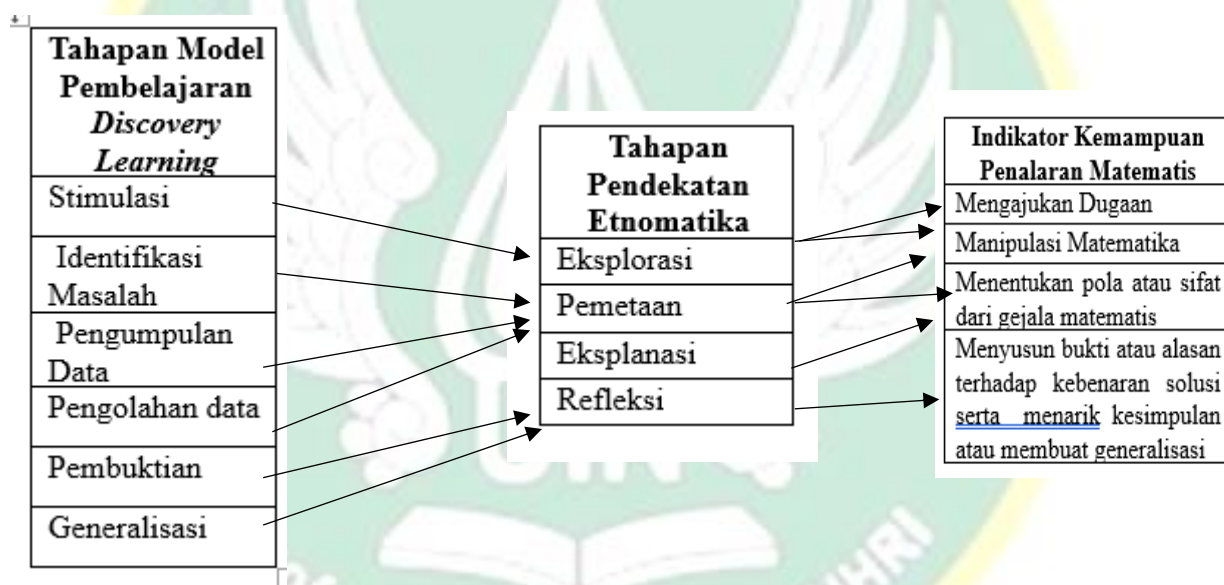 Tahapan Model
Pembelajaran
Discovery
Learning
Stimulasi
Identifikasi
Masalah
Pengumpulan
Data
Pengolahan data
Pembuktian
Generalisasi
Tahapan
Pendekatan
Etnomatika
Eksplorasi
Pemetaan
Eksplanasi
Refleksi
Indikator Kemampuan
Penalaran Matematis
Mengajukan Dugaan
Manipulasi Matematika
Menentukan pola atau sifat
dari gejala matematis
Menyusun bukti atau alasan
terhadap kebenaran solusi
serta menarik kesimpulan
atau membuat generalisasi